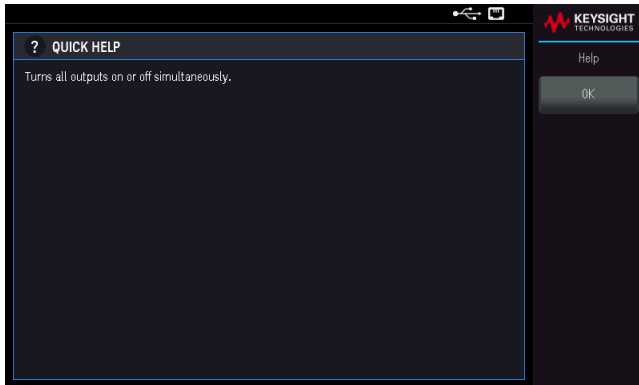 KEYSIGHT
TECHNOLOGIES
? QUICK HELP
Help
Turns all outputs on or off simultaneously.
OK